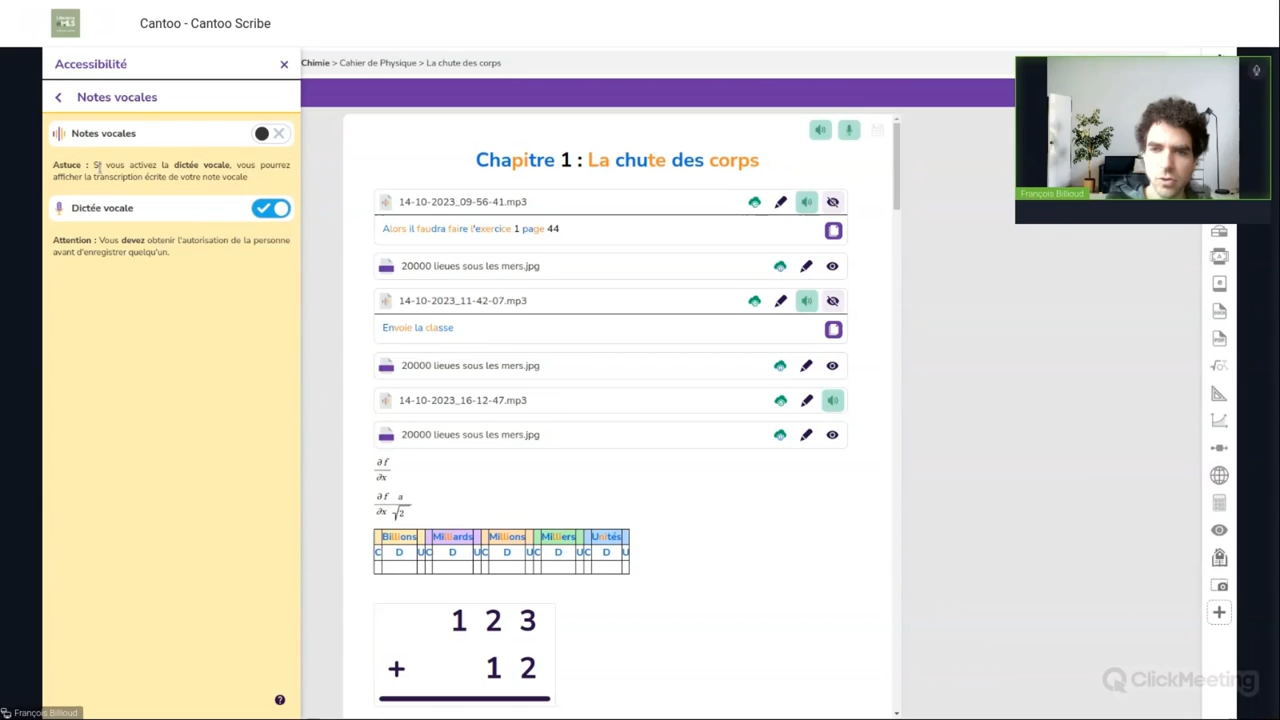 Cantoo - Cantoo Scribe
Accessibilité
Chimie > Cahier de Physique > La chute des corps
Notes vocales
Notes vocales
Astuce : Si vous activez la dictée vocale, vous pourrez
afficher la transcription écrite de votre note vocale
Dictée vocale
Attention : Vous devez obtenir l'autorisation de la personne
avant d'enregistrer quelqu'un.
Chapitre 1 : La chute des corps
14-10-2023_09-56-41.mp3
Alors il faudra faire l'exercice 1 page 44
20000 lieues sous les mers.jpg
14-10-2023_11-42-07.mp3
Envoie la classe
20000 lieues sous les mers.jpg
14-10-2023_16-12-47.mp3
20000 lieues sous les mers.jpg
∂f
∂x
∂f a
∂x √2
Billions Milliards Millions Milliers Unités
C D U C D U C D U C D U C D U
1 2 3
+ 1 2
François Billioud
DOCX
PDF
ClickMeeting
François Billioud